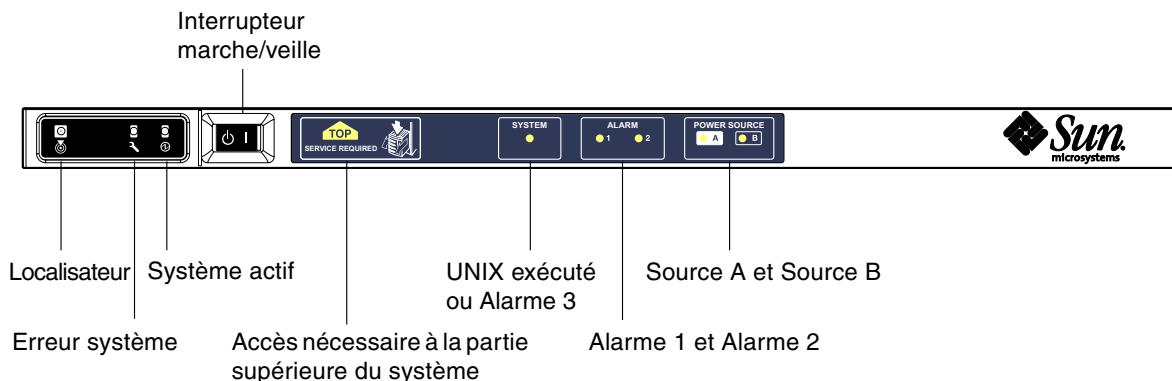 Interrupteur
marche/veille
TOP
SERVICE REQUIRED
SYSTEM
ALARM
1 2
POWER SOURCE
A B
Sun
microsystems
Localisateur
Système actif
UNIX exécuté
ou Alarme 3
Source A et Source B
Erreur système
Accès nécessaire à la partie
supérieure du système
Alarme 1 et Alarme 2